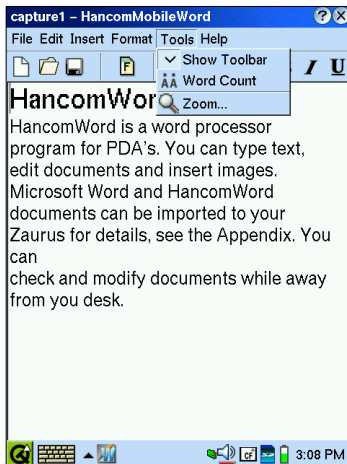 capture1 – HancomMobileWord
File Edit Insert Format Tools Help
Show Toolbar
Word Count
Zoom...
F I U
HancomWor
HancomWord is a word processor
program for PDA's. You can type text,
edit documents and insert images.
Microsoft Word and HancomWord
documents can be imported to your
Zaurus for details, see the Appendix. You
can
check and modify documents while away
from you desk.
CF 3:08 PM